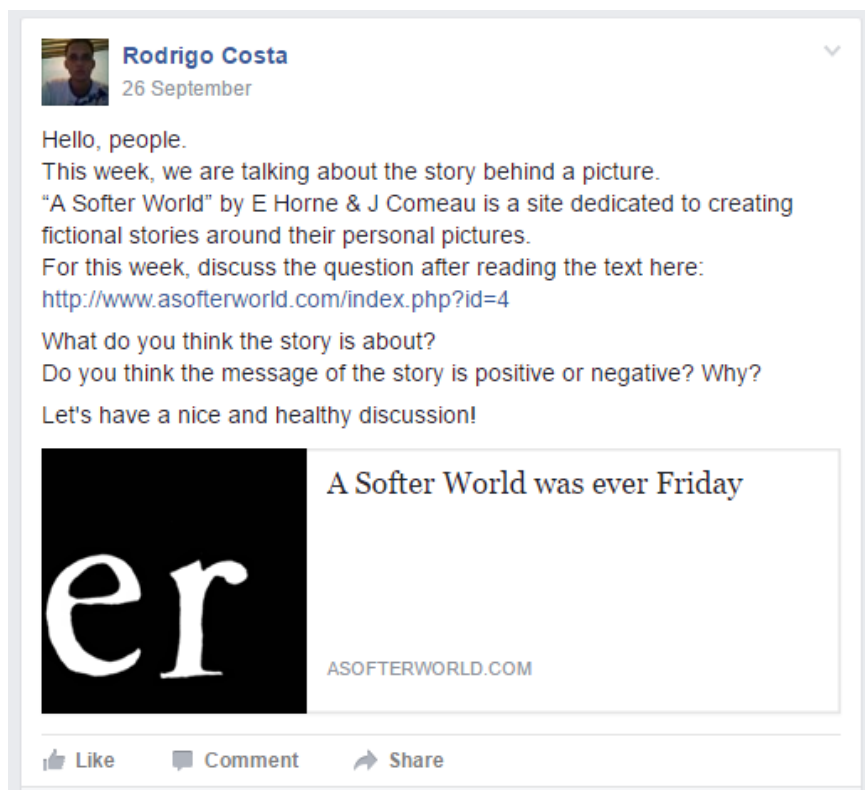 Rodrigo Costa
26 September
Hello, people.
This week, we are talking about the story behind a picture.
“A Softer World” by E Horne & J Comeau is a site dedicated to creating
fictional stories around their personal pictures.
For this week, discuss the question after reading the text here:
http://www.asofterworld.com/index.php?id=4
What do you think the story is about?
Do you think the message of the story is positive or negative? Why?
Let's have a nice and healthy discussion!
er
A Softer World was ever Friday
ASOFTERWORLD.COM
Like Comment Share